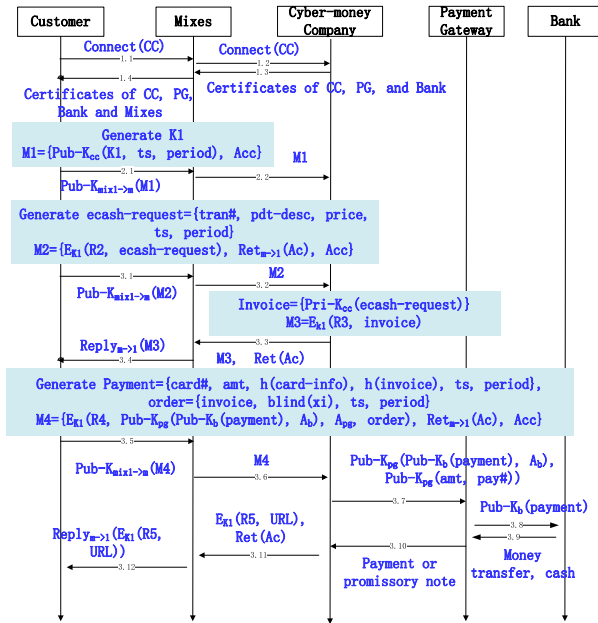 Customer
Mixes
Cyber-money
Company
Payment
Gateway
Bank
Connect(CC)
1.1
Connect(CC)
1.2
1.3
1.4
Certificates of CC, PG,
Bank and Mixes
Certificates of CC, PG, and Bank
Generate K1
M1={Pub-Kcc(K1, ts, period), Acc}
2.1
Pub-Kmix1->m(M1)
M1
2.2
Generate ecash-request={tran#, pdt-desc, price,
ts, period}
M2={EK1(R2, ecash-request), Retm->1(Ac), Acc}
3.1
Pub-Kmix1->m(M2)
M2
3.2
Invoice={Pri-Kcc(ecash-request)}
M3=Ek1(R3, invoice)
3.3
3.4
Replym->1(M3)
M3, Ret(Ac)
Generate Payment={card#, amt, h(card-info), h(invoice), ts, period},
order={invoice, blind(xi), ts, period}
M4={EK1(R4, Pub-Kpg(Pub-Kb(payment), Ab), Apg, order), Retm->1(Ac), Acc}
3.5
Pub-Kmix1->m(M4)
M4
3.6
Pub-Kpg(Pub-Kb(payment), Ab),
Pub-Kpg(amt, pay#))
3.7
Pub-Kb(payment)
3.8
3.9
Money
transfer, cash
3.10
Payment or
promissory note
EK1(R5, URL),
Ret(Ac)
3.11
Replym->1(EK1(R5,
URL))
3.12